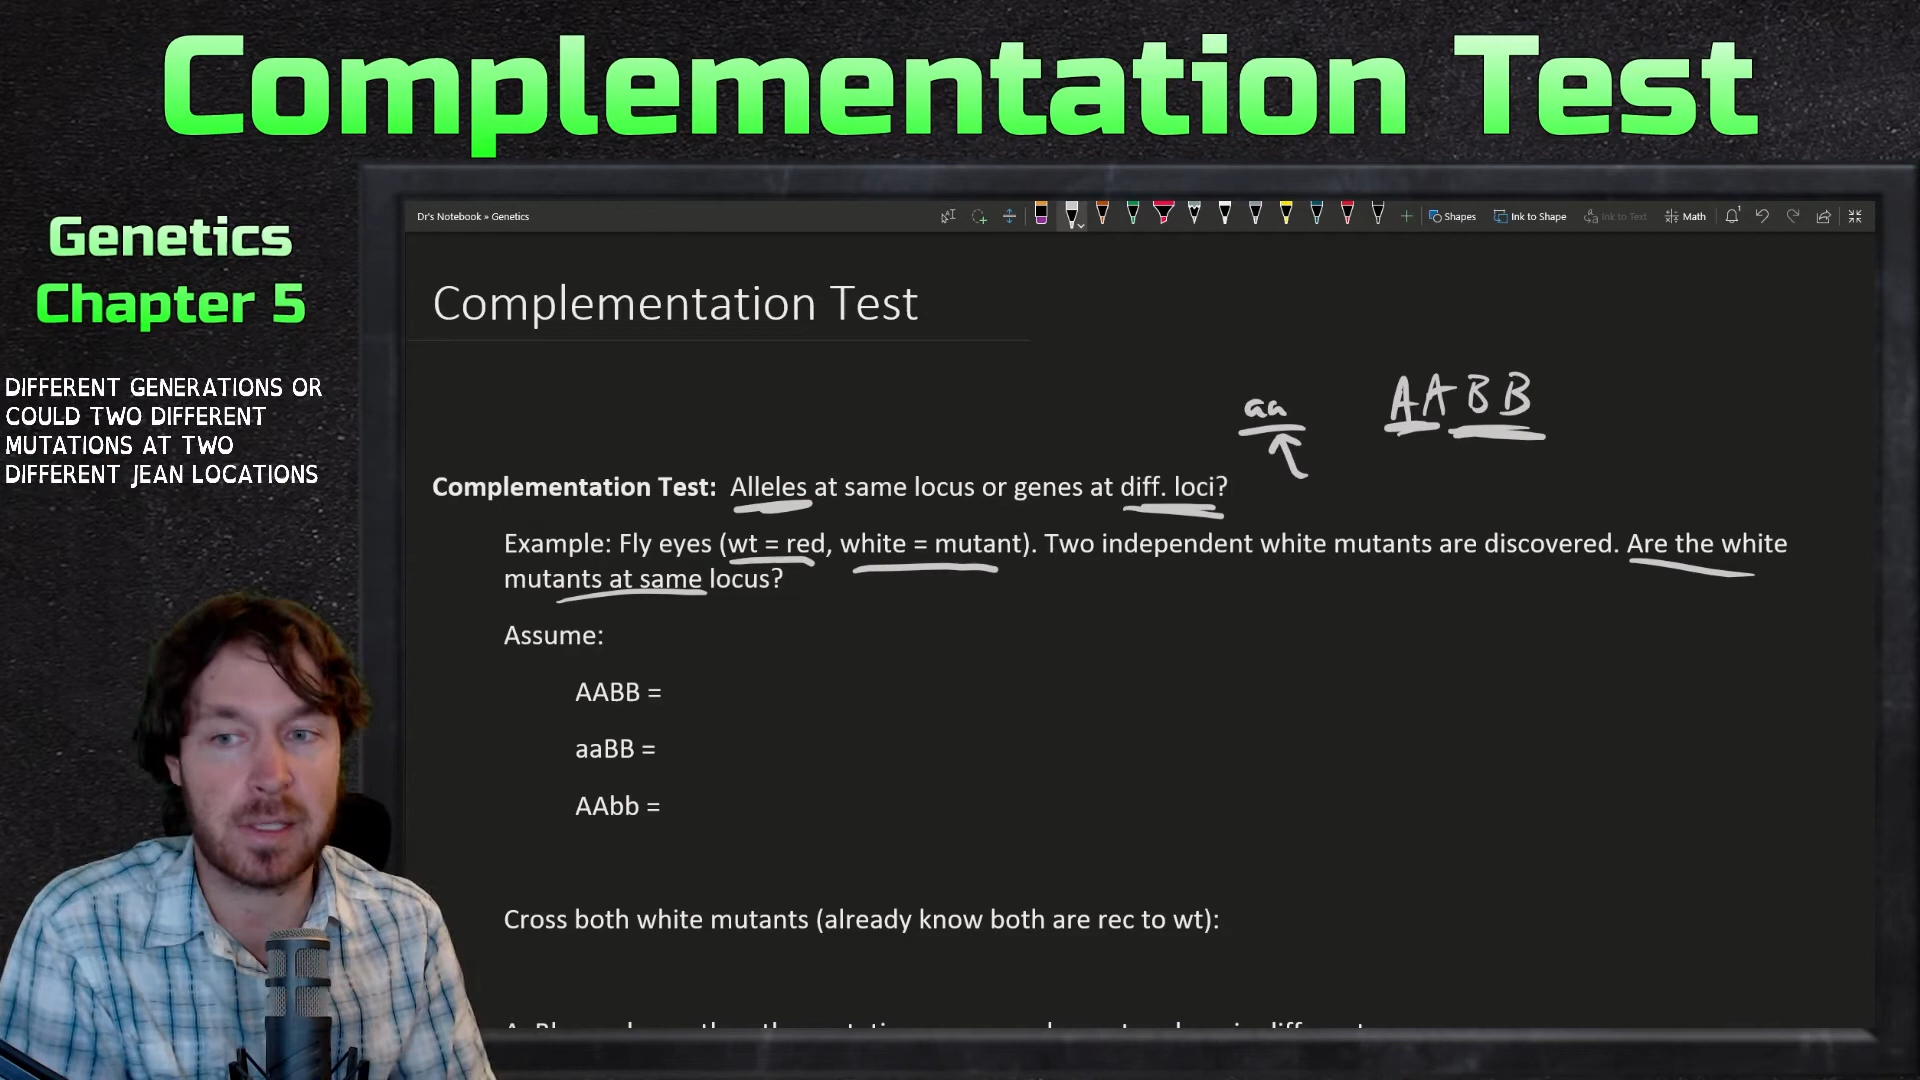 Complementation Test
Genetics
Chapter 5
DIFFERENT GENERATIONS OR
COULD TWO DIFFERENT
MUTATIONS AT TWO
DIFFERENT JEAN LOCATIONS
Dr's Notebook » Genetics
Shapes
Ink to Shape
Ink to Text
Math
Complementation Test
aa
AABB
Complementation Test: Alleles at same locus or genes at diff. loci?
Example: Fly eyes (wt = red, white = mutant). Two independent white mutants are discovered. Are the white
mutants at same locus?
Assume:
AABB =
aaBB =
AAbb =
Cross both white mutants (already know both are rec to wt):